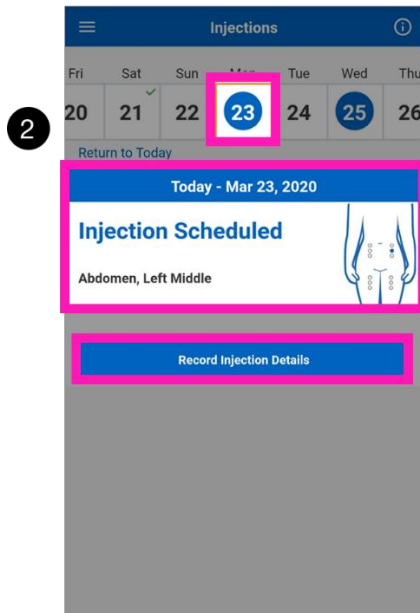 Injections
Fri Sat Sun Mon Tue Wed Thu
20 21 22 23 24 25 26
2
Return to Today
Today - Mar 23, 2020
Injection Scheduled
Abdomen, Left Middle
Record Injection Details